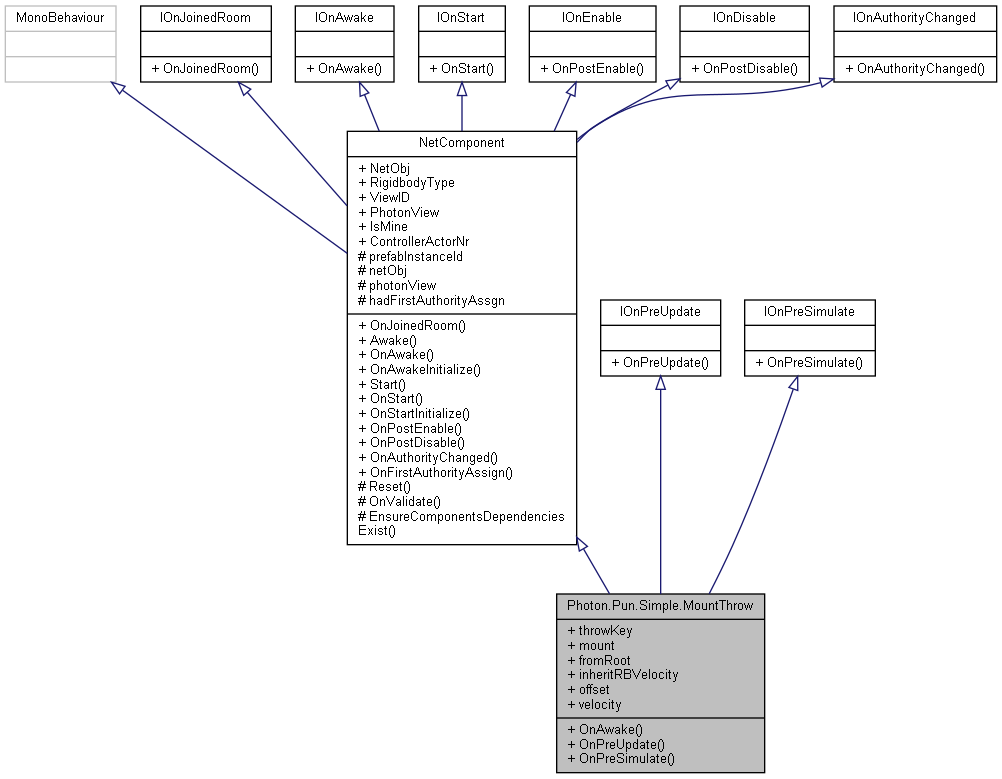 MonoBehaviour
IOnJoinedRoom
+ OnJoinedRoom()
IOnAwake
+ OnAwake()
IOnStart
+ OnStart()
IOnEnable
+ OnPostEnable()
IOnDisable
+ OnPostDisable()
IOnAuthorityChanged
+ OnAuthorityChanged()
NetComponent
+ NetObj
+ RigidbodyType
+ ViewID
+ PhotonView
+ IsMine
+ ControllerActorNr
# prefabInstanceId
# netObj
# photonView
# hadFirstAuthorityAssgn
+ OnJoinedRoom()
+ Awake()
+ OnAwake()
+ OnAwakeInitialize()
+ Start()
+ OnStart()
+ OnStartInitialize()
+ OnPostEnable()
+ OnPostDisable()
+ OnAuthorityChanged()
+ OnFirstAuthorityAssign()
# Reset()
# OnValidate()
# EnsureComponentsDependencies
Exist()
IOnPreUpdate
+ OnPreUpdate()
IOnPreSimulate
+ OnPreSimulate()
Photon.Pun.Simple.MountThrow
+ throwKey
+ mount
+ fromRoot
+ inheritRBVelocity
+ offset
+ velocity
+ OnAwake()
+ OnPreUpdate()
+ OnPreSimulate()